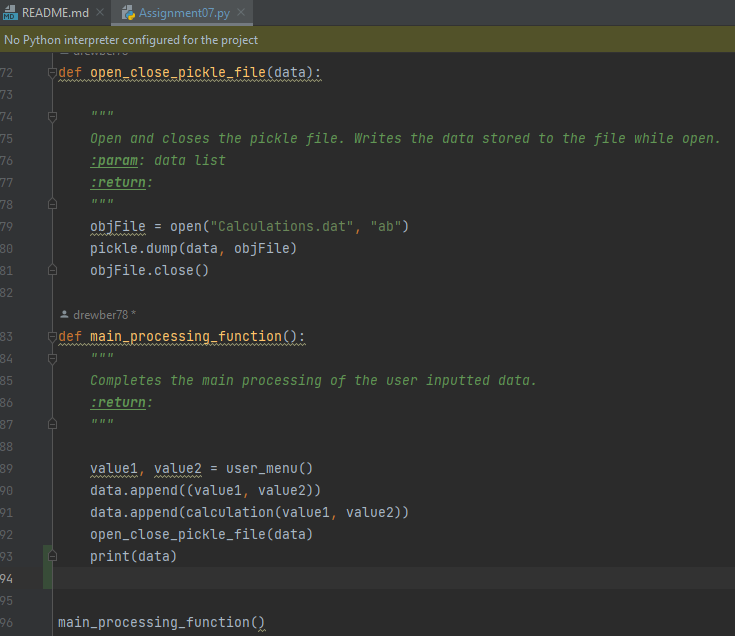 README.md × Assignment07.py ×
No Python interpreter configured for the project
drewber78
72 def open_close_pickle_file(data):
73
74 """
75 Open and closes the pickle file. Writes the data stored to the file while open.
76 :param: data list
77 :return:
78 """
79 objFile = open("Calculations.dat", "ab")
80 pickle.dump(data, objFile)
81 objFile.close()
82
drewber78 *
83 def main_processing_function():
84 """
85 Completes the main processing of the user inputted data.
86 :return:
87 """
88
89 value1, value2 = user_menu()
90 data.append((value1, value2))
91 data.append(calculation(value1, value2))
92 open_close_pickle_file(data)
93 print(data)
94
95
96 main_processing_function()